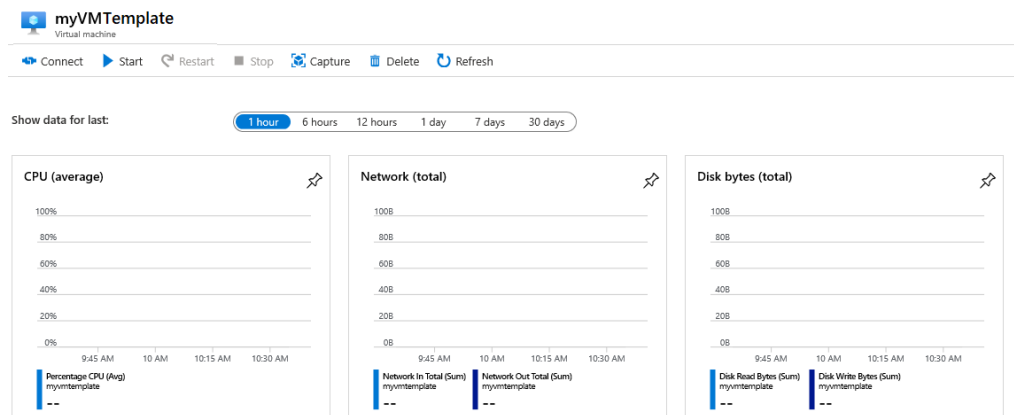 myVMTemplate
Virtual machine
Connect Start Restart Stop Capture Delete Refresh
Show data for last: 1 hour 6 hours 12 hours 1 day 7 days 30 days
CPU (average)
100%
80%
60%
40%
20%
0%
9:45 AM 10 AM 10:15 AM 10:30 AM
Percentage CPU (Avg)
myvmtemplate
--
Network (total)
100B
80B
60B
40B
20B
0B
9:45 AM 10 AM 10:15 AM 10:30 AM
Network In Total (Sum) Network Out Total (Sum)
myvmtemplate myvmtemplate
-- --
Disk bytes (total)
100B
80B
60B
40B
20B
0B
9:45 AM 10 AM 10:15 AM 10:30 AM
Disk Read Bytes (Sum) Disk Write Bytes (Sum)
myvmtemplate myvmtemplate
-- --